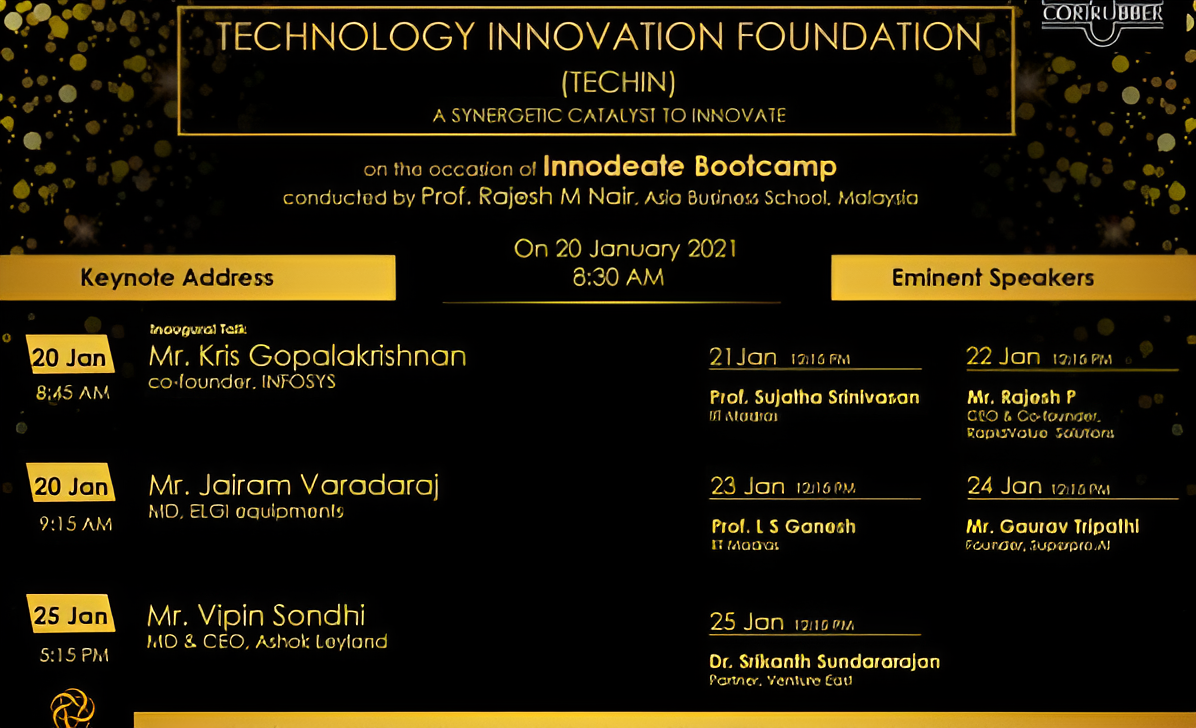 CORRUBBER
TECHNOLOGY INNOVATION FOUNDATION
(TECHIN)
A SYNERGETIC CATALYST TO INNOVATE
on the occasion of Innodeate Bootcamp
conducted by Prof. Rajesh M Nair, Asia Business School, Malaysia
On 20 January 2021
8:30 AM
Keynote Address
20 Jan
8:45 AM
Inaugural Talk
Mr. Kris Gopalakrishnan
co-founder, INFOSYS
20 Jan
9:15 AM
Mr. Jairam Varadaraj
MD, ELGI equipments
25 Jan
5:15 PM
Mr. Vipin Sondhi
MD & CEO, Ashok Leyland
Eminent Speakers
21 Jan 12:15 PM
Prof. Sujatha Srinivasan
IIT Madras
22 Jan 12:15 PM
Mr. Rajesh P
CEO & Co-founder,
RapidValue Solutions
23 Jan 12:15 PM
Prof. L S Ganesh
IIT Madras
24 Jan 12:15 PM
Mr. Gaurav Tripathi
Founder, Superpro.AI
25 Jan 12:15 PM
Dr. Srikanth Sundararajan
Partner, Venture East